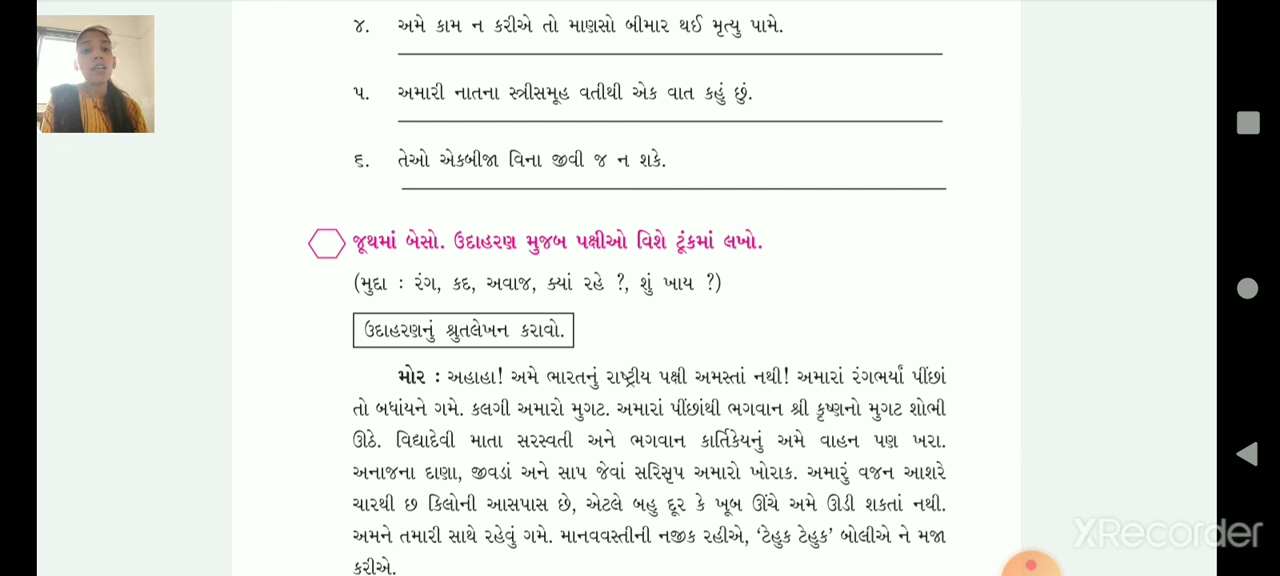 ૪. અમે કામ ન કરીએ તો માણસો બીમાર થઈ મૃત્યુ પામે.
૫. અમારી નાતના સ્ત્રીસમૂહ વતીથી એક વાત કહું છું.
૬. તેઓ એકબીજા વિના જીવી જ ન શકે.
જૂથમાં બેસો. ઉદાહરણ મુજબ પક્ષીઓ વિશે ટૂંકમાં લખો.
(મુદ્દા : રંગ, કદ, અવાજ, ક્યાં રહે ?, શું ખાય ?)
ઉદાહરણનું શ્રુતલેખન કરાવો.
મોર : અહાહા! અમે ભારતનું રાષ્ટ્રીય પક્ષી અમસ્તાં નથી! અમારાં રંગભર્યાં પીંછાં
તો બધાંયને ગમે. કલગી અમારો મુગટ. અમારાં પીંછાંથી ભગવાન શ્રી કૃષ્ણનો મુગટ શોભી
ઊઠે. વિદ્યાદેવી માતા સરસ્વતી અને ભગવાન કાર્તિકેયનું અમે વાહન પણ ખરા.
અનાજના દાણા, જીવડાં અને સાપ જેવાં સરિસૃપ અમારો ખોરાક. અમારું વજન આશરે
ચારથી છ કિલોની આસપાસ છે, એટલે બહુ દૂર કે ખૂબ ઊંચે અમે ઊડી શકતાં નથી.
અમને તમારી સાથે રહેવું ગમે. માનવવસ્તીની નજીક રહીએ, ‘ટેહુક ટેહુક’ બોલીએ ને મજા
કરીએ.
XRecorder